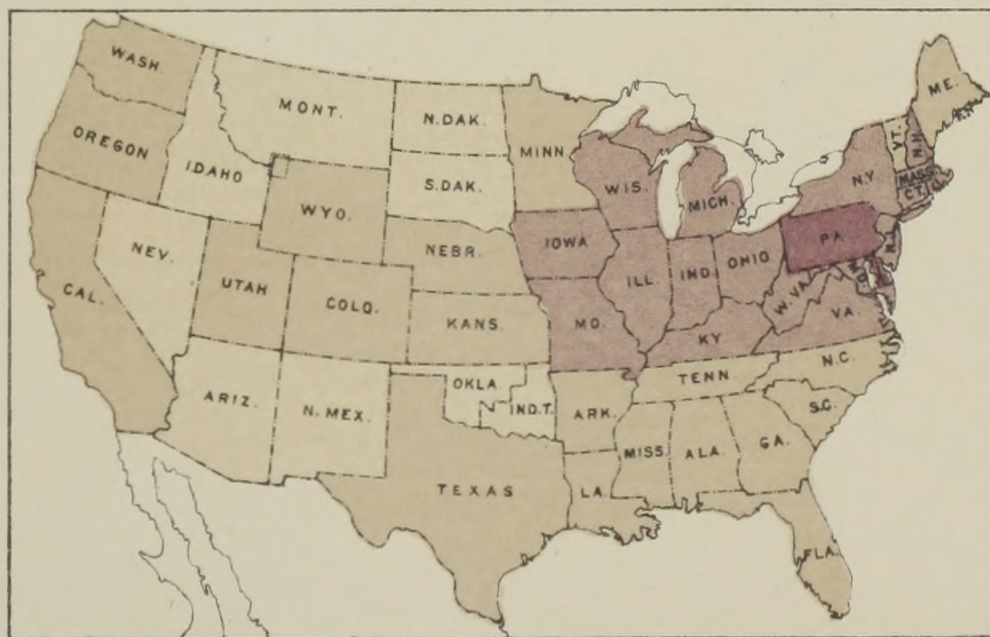 WASH.
MONT.
N.DAK.
MINN
ME.
VT.
N.H.
OREGON
IDAHO
S.DAK.
WIS.
MICH.
N.Y.
MASS.
CT.
WYO.
NEV.
NEBR.
IOWA
PA.
N.J.
CAL.
UTAH
COLO.
ILL.
IND.
OHIO
W.VA.
MD.
VA.
KANS.
MO.
KY
ARIZ.
N. MEX.
OKLA.
IND.T.
ARK.
TENN
N.C.
S.C.
MISS.
ALA.
GA.
TEXAS
LA.
FLA.